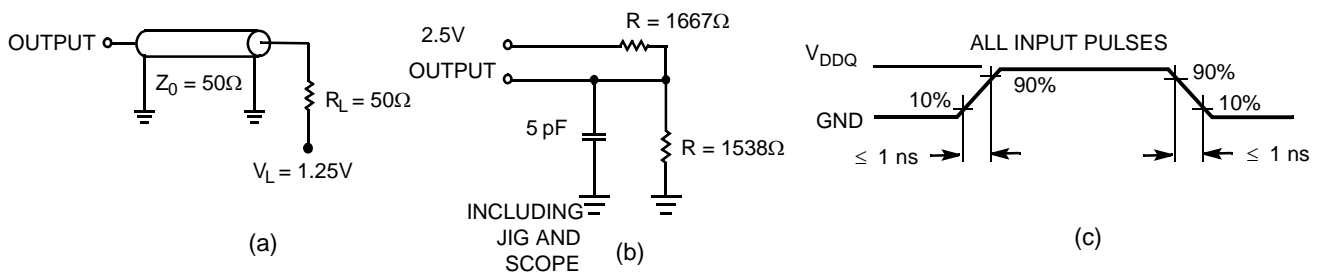 OUTPUT
Z0 = 50Ω
RL = 50Ω
VL = 1.25V
(a)
R = 1667Ω
2.5V
OUTPUT
5 pF
R = 1538Ω
INCLUDING
JIG AND
SCOPE
(b)
ALL INPUT PULSES
VDDQ
GND
10%
90%
90%
10%
≤ 1 ns
≤ 1 ns
(c)